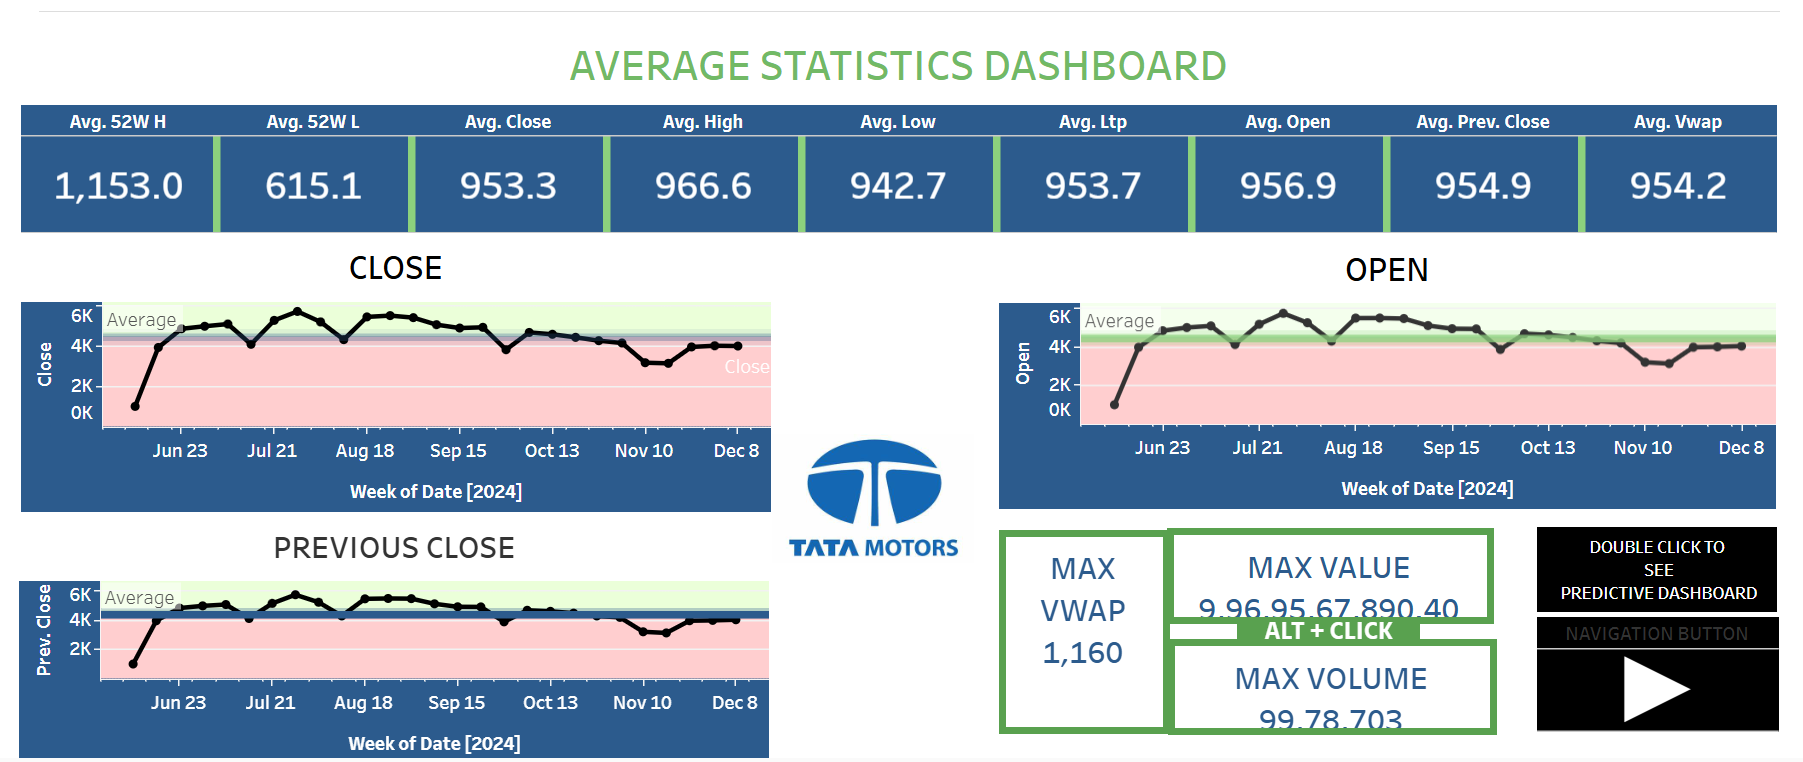 AVERAGE STATISTICS DASHBOARD
Avg. 52W H Avg. 52W L Avg. Close Avg. High Avg. Low Avg. Ltp Avg. Open Avg. Prev. Close Avg. Vwap
1,153.0 615.1 953.3 966.6 942.7 953.7 956.9 954.9 954.2
CLOSE
Close
6K
4K
2K
0K
Average
Close
Jun 23 Jul 21 Aug 18 Sep 15 Oct 13 Nov 10 Dec 8
Week of Date [2024]
OPEN
Open
6K
4K
2K
0K
Average
Jun 23 Jul 21 Aug 18 Sep 15 Oct 13 Nov 10 Dec 8
Week of Date [2024]
TATA MOTORS
PREVIOUS CLOSE
Prev. Close
6K
4K
2K
Average
Jun 23 Jul 21 Aug 18 Sep 15 Oct 13 Nov 10 Dec 8
Week of Date [2024]
MAX
VWAP
1,160
MAX VALUE
9,96,95,67,890.40
ALT + CLICK
MAX VOLUME
99,78,703
DOUBLE CLICK TO
SEE
PREDICTIVE DASHBOARD
NAVIGATION BUTTON